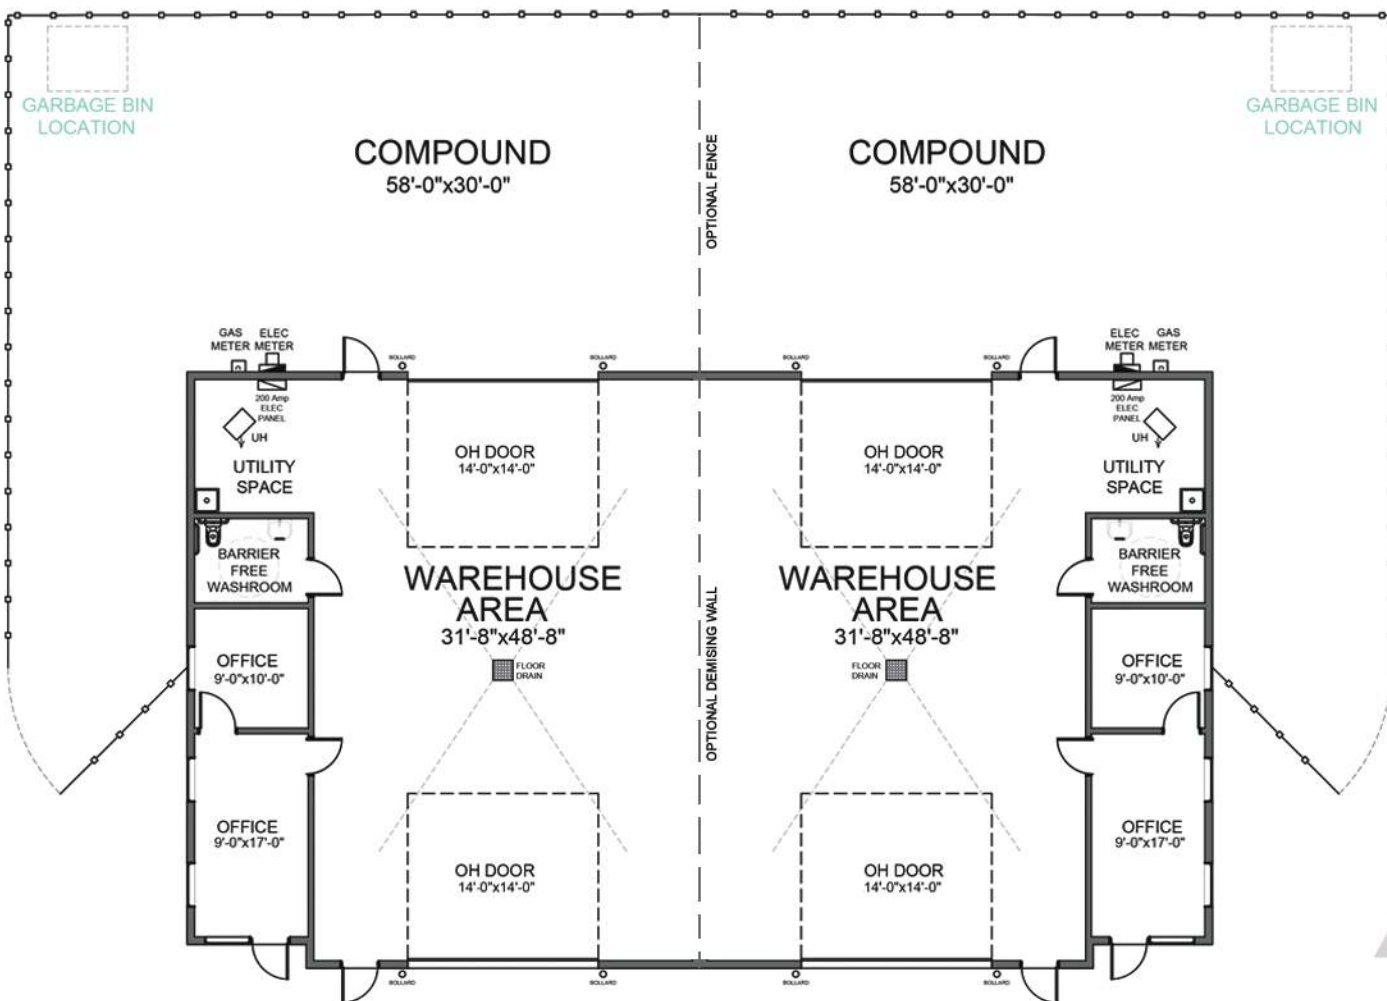 GARBAGE BIN
LOCATION
GARBAGE BIN
LOCATION
COMPOUND
58'-0"x30'-0"
OPTIONAL FENCE
COMPOUND
58'-0"x30'-0"
GAS
METER
ELEC
METER
BOLLARD
BOLLARD
BOLLARD
BOLLARD
ELEC
METER
GAS
METER
200 Amp
ELEC
PANEL
UH
UTILITY
SPACE
OH DOOR
14'-0"x14'-0"
OH DOOR
14'-0"x14'-0"
200 Amp
ELEC
PANEL
UH
UTILITY
SPACE
BARRIER
FREE
WASHROOM
WAREHOUSE
AREA
31'-8"x48'-8"
OPTIONAL DEMISING WALL
WAREHOUSE
AREA
31'-8"x48'-8"
BARRIER
FREE
WASHROOM
OFFICE
9'-0"x10'-0"
FLOOR
DRAIN
FLOOR
DRAIN
OFFICE
9'-0"x10'-0"
OFFICE
9'-0"x17'-0"
OH DOOR
14'-0"x14'-0"
OH DOOR
14'-0"x14'-0"
OFFICE
9'-0"x17'-0"
BOLLARD
BOLLARD
BOLLARD
BOLLARD